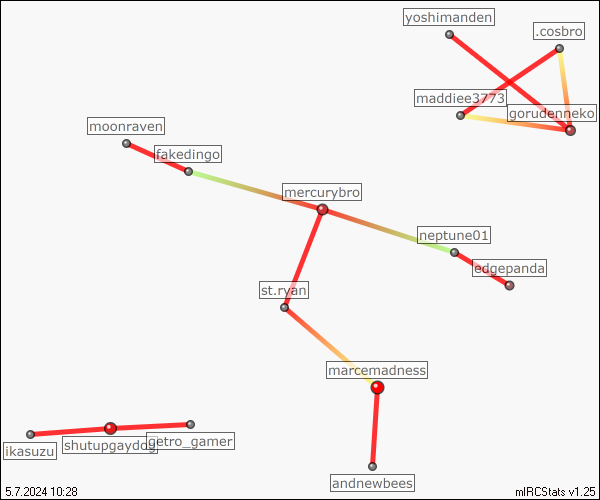 yoshimanden
.cosbro
maddiee3773
gorudenneko
moonraven
fakedingo
mercurybro
neptune01
edgepanda
st.ryan
marcemadness
ikasuzu
shutupgaydog
getro_gamer
andnewbees
5.7.2024 10:28
mIRCStats v1.25